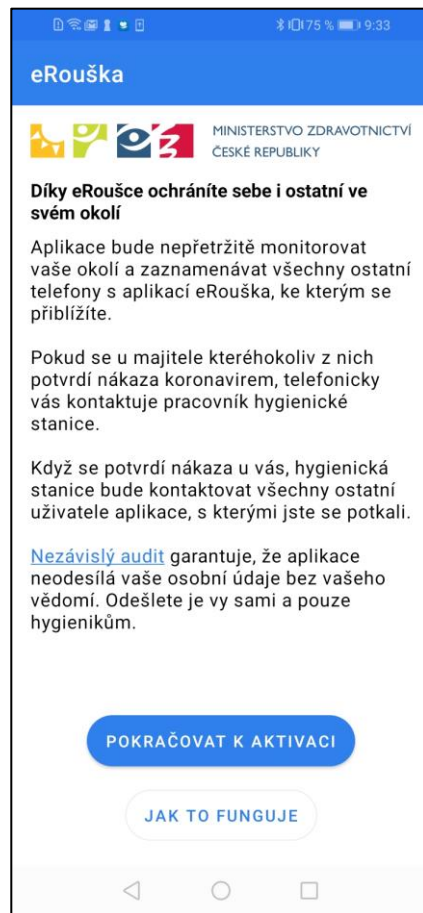 75 % 9:33
eRouška
MINISTERSTVO ZDRAVOTNICTVÍ
ČESKÉ REPUBLIKY
Díky eRoušce ochráníte sebe i ostatní ve
svém okolí
Aplikace bude nepřetržitě monitorovat
vaše okolí a zaznamenávat všechny ostatní
telefony s aplikací eRouška, ke kterým se
přiblížíte.
Pokud se u majitele kteréhokoliv z nich
potvrdí nákaza koronavirem, telefonicky
vás kontaktuje pracovník hygienické
stanice.
Když se potvrdí nákaza u vás, hygienická
stanice bude kontaktovat všechny ostatní
uživatele aplikace, s kterými jste se potkali.
Nezávislý audit garantuje, že aplikace
neodesílá vaše osobní údaje bez vašeho
vědomí. Odešlete je vy sami a pouze
hygienikům.
POKRAČOVAT K AKTIVACI
JAK TO FUNGUJE